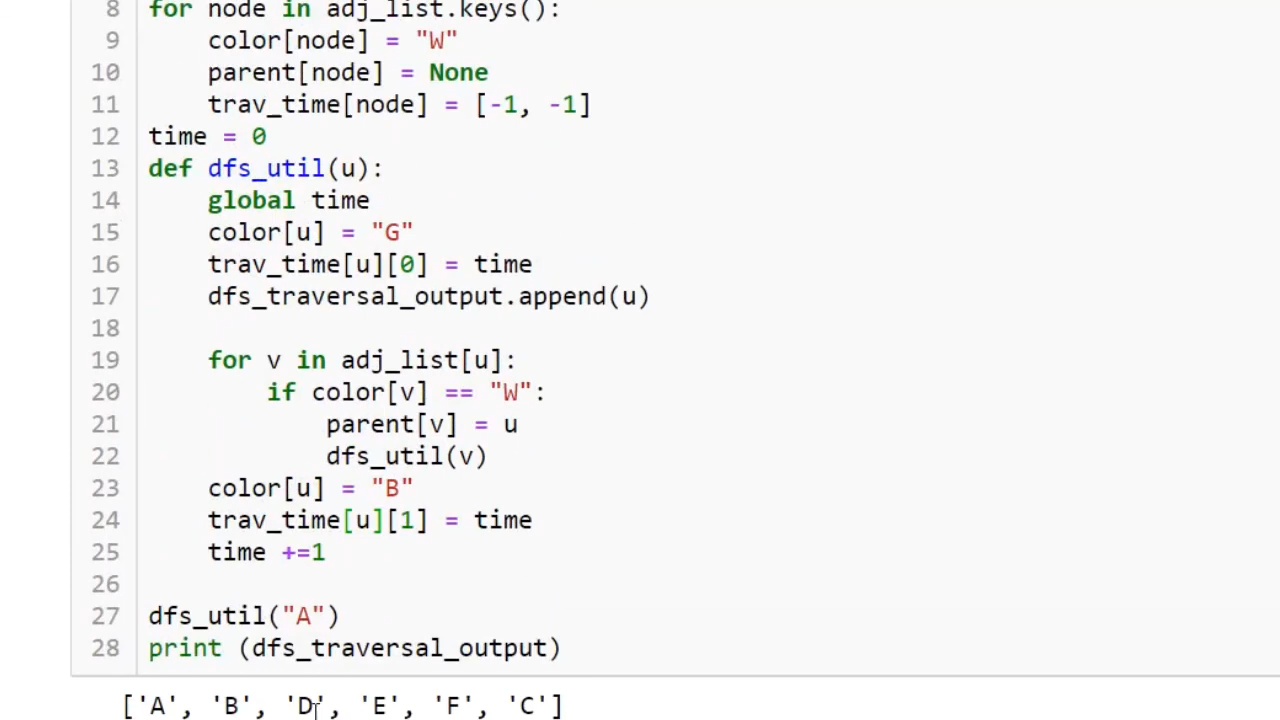 8 for node in adj_list.keys():
9 color[node] = "W"
10 parent[node] = None
11 trav_time[node] = [-1, -1]
12 time = 0
13 def dfs_util(u):
14 global time
15 color[u] = "G"
16 trav_time[u][0] = time
17 dfs_traversal_output.append(u)
18
19 for v in adj_list[u]:
20 if color[v] == "W":
21 parent[v] = u
22 dfs_util(v)
23 color[u] = "B"
24 trav_time[u][1] = time
25 time +=1
26
27 dfs_util("A")
28 print (dfs_traversal_output)
['A', 'B', 'D', 'E', 'F', 'C']